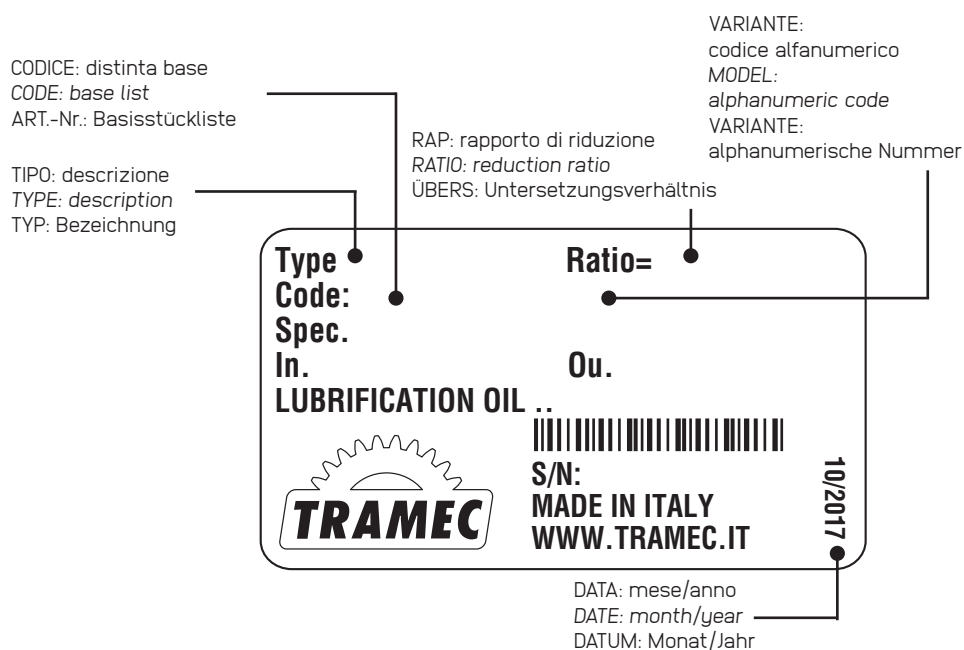 VARIANTE:
codice alfanumerico
MODEL:
alphanumeric code
VARIANTE:
alphanumerische Nummer
CODICE: distinta base
CODE: base list
ART.-Nr.: Basisstückliste
RAP: rapporto di riduzione
RATIO: reduction ratio
ÜBERS: Untersetzungsverhältnis
TIPO: descrizione
TYPE: description
TYP: Bezeichnung
Type
Ratio=
Code:
Spec.
In.
Ou.
LUBRIFICATION OIL ..
TRAMEC
S/N:
MADE IN ITALY
WWW.TRAMEC.IT
10/2017
DATA: mese/anno
DATE: month/year
DATUM: Monat/Jahr